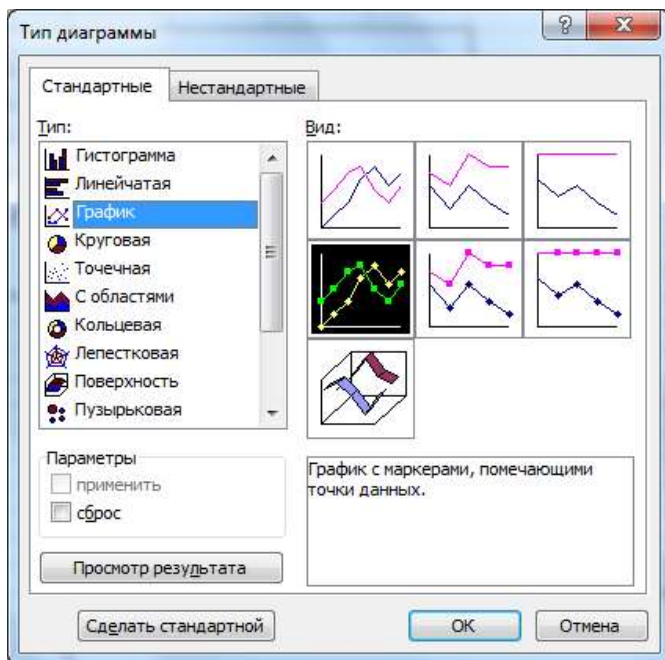 Тип диаграммы
Стандартные
Нестандартные
Тип:
Гистограмма
Линейчатая
График
Круговая
Точечная
С областями
Кольцевая
Лепестковая
Поверхность
Пузырьковая
Вид:
Параметры
применить
сброс
График с маркерами, помечающими
точки данных.
Просмотр результата
Сделать стандартной
ОК
Отмена